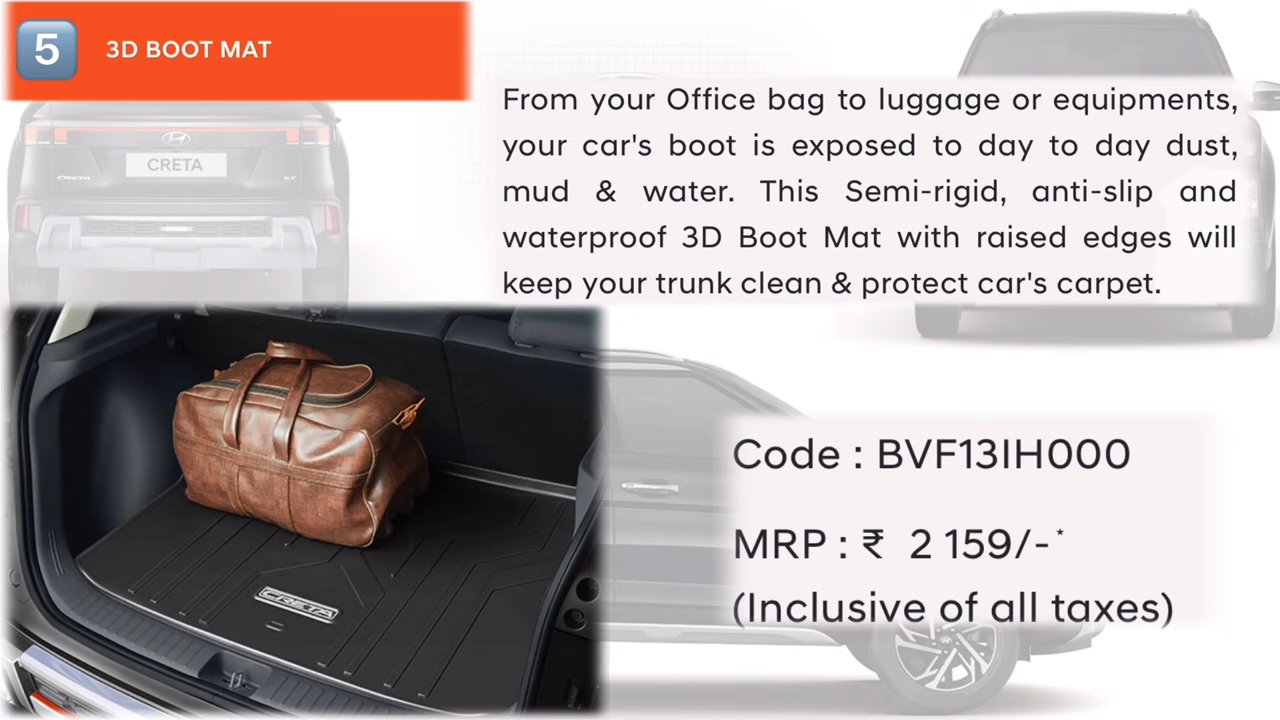 5 3D BOOT MAT
From your Office bag to luggage or equipments,
your car's boot is exposed to day to day dust,
mud & water. This Semi-rigid, anti-slip and
waterproof 3D Boot Mat with raised edges will
keep your trunk clean & protect car's carpet.
CRETA
CRETA SX
CRETA
Code : BVF13IH000
MRP : ₹ 2 159/-*
(Inclusive of all taxes)